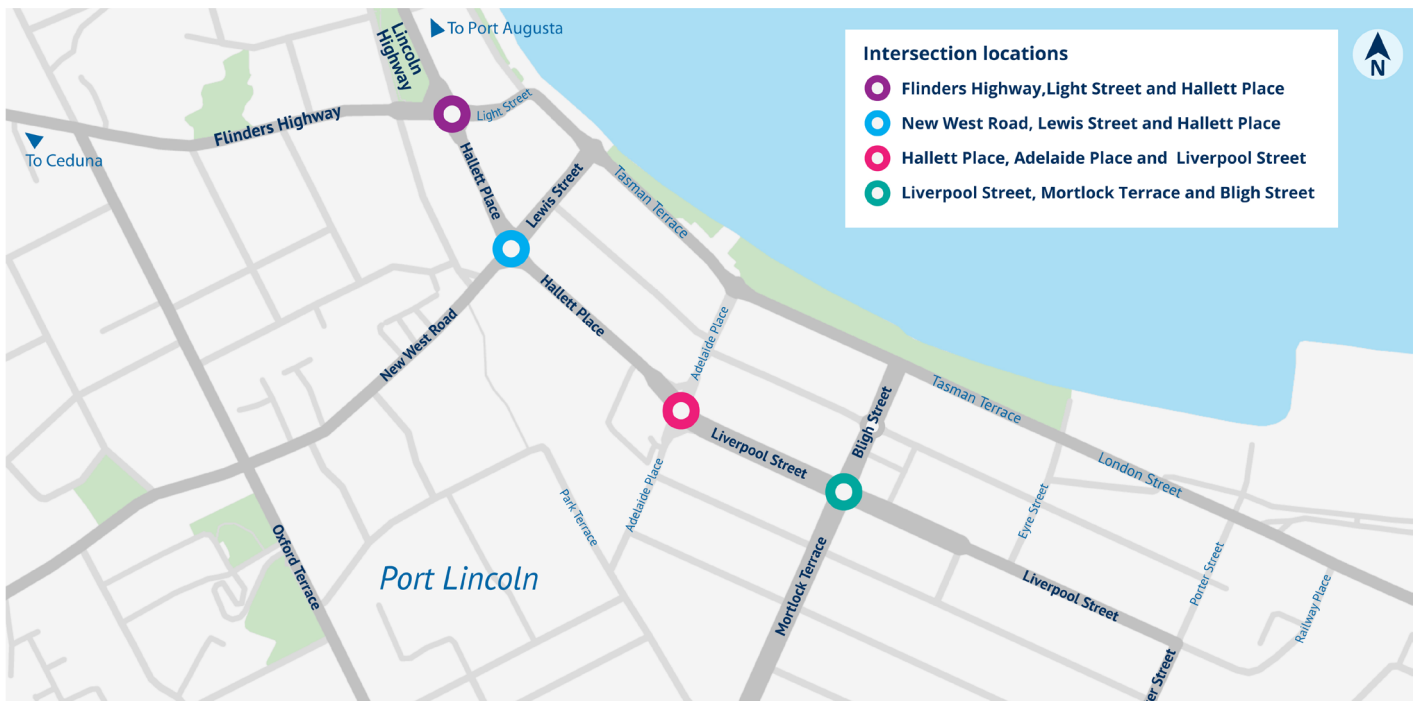 Lincoln
Highway
To Port Augusta
Intersection locations
N
Flinders Highway,Light Street and Hallett Place
New West Road, Lewis Street and Hallett Place
Hallett Place, Adelaide Place and Liverpool Street
Liverpool Street, Mortlock Terrace and Bligh Street
Flinders Highway
Light Street
To Ceduna
Hallett Place
Lewis Street
Tasman Terrace
Hallett Place
New West Road
Adelaide Place
Bligh Street
Tasman Terrace
Liverpool Street
London Street
Adelaide Place
Park Terrace
Eyre Street
Oxford Terrace
Port Lincoln
Mortlock Terrace
Liverpool Street
Porter Street
Railway Place
er Street